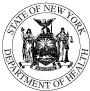 STATE OF NEW YORK
DEPARTMENT OF HEALTH